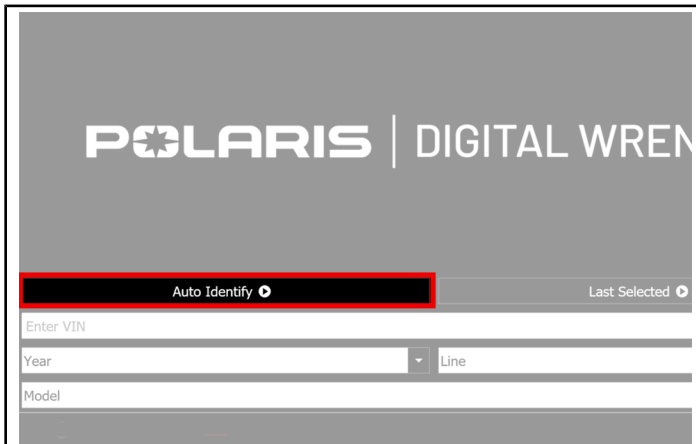 POLARIS | DIGITAL WREN
Auto Identify
Last Selected
Enter VIN
Year
Line
Model